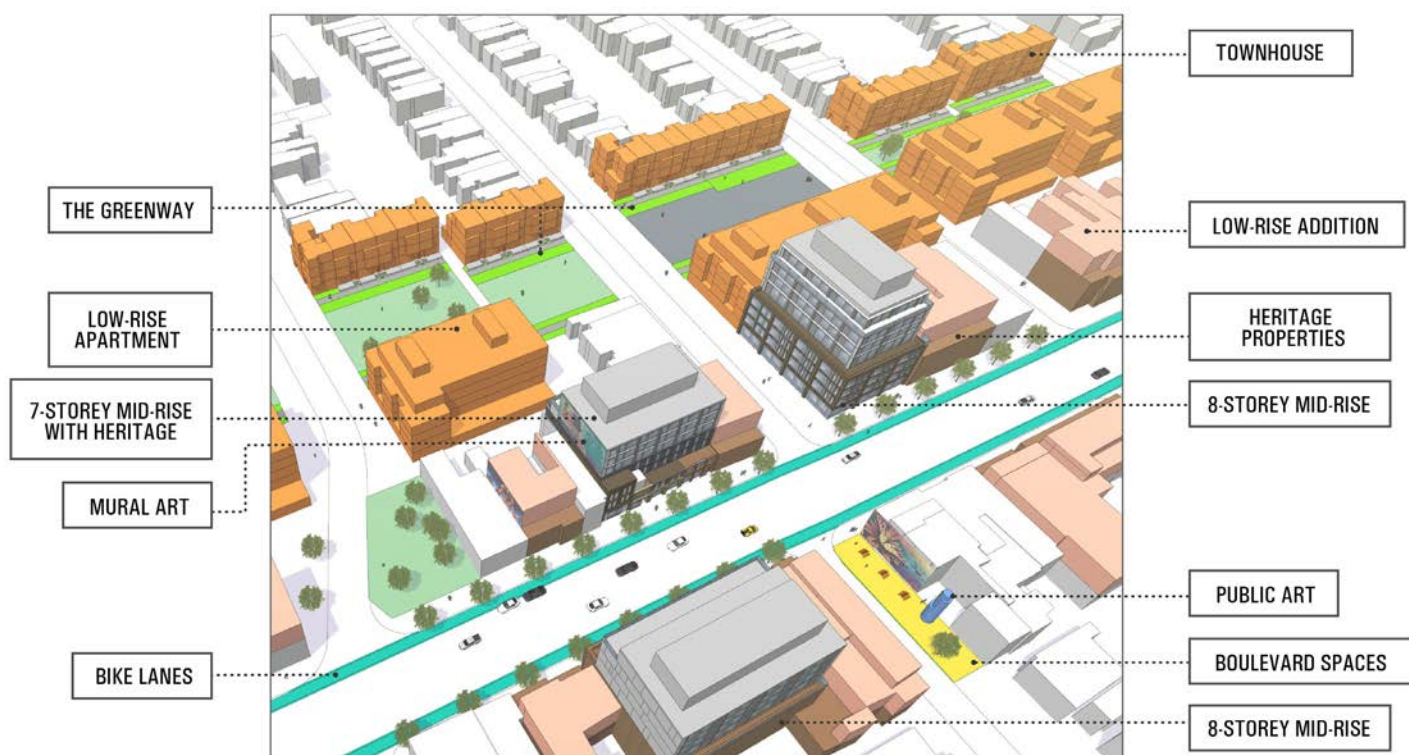 TOWNHOUSE
THE GREENWAY
LOW-RISE ADDITION
LOW-RISE
APARTMENT
HERITAGE
PROPERTIES
7-STOREY MID-RISE
WITH HERITAGE
8-STOREY MID-RISE
MURAL ART
PUBLIC ART
BIKE LANES
BOULEVARD SPACES
8-STOREY MID-RISE